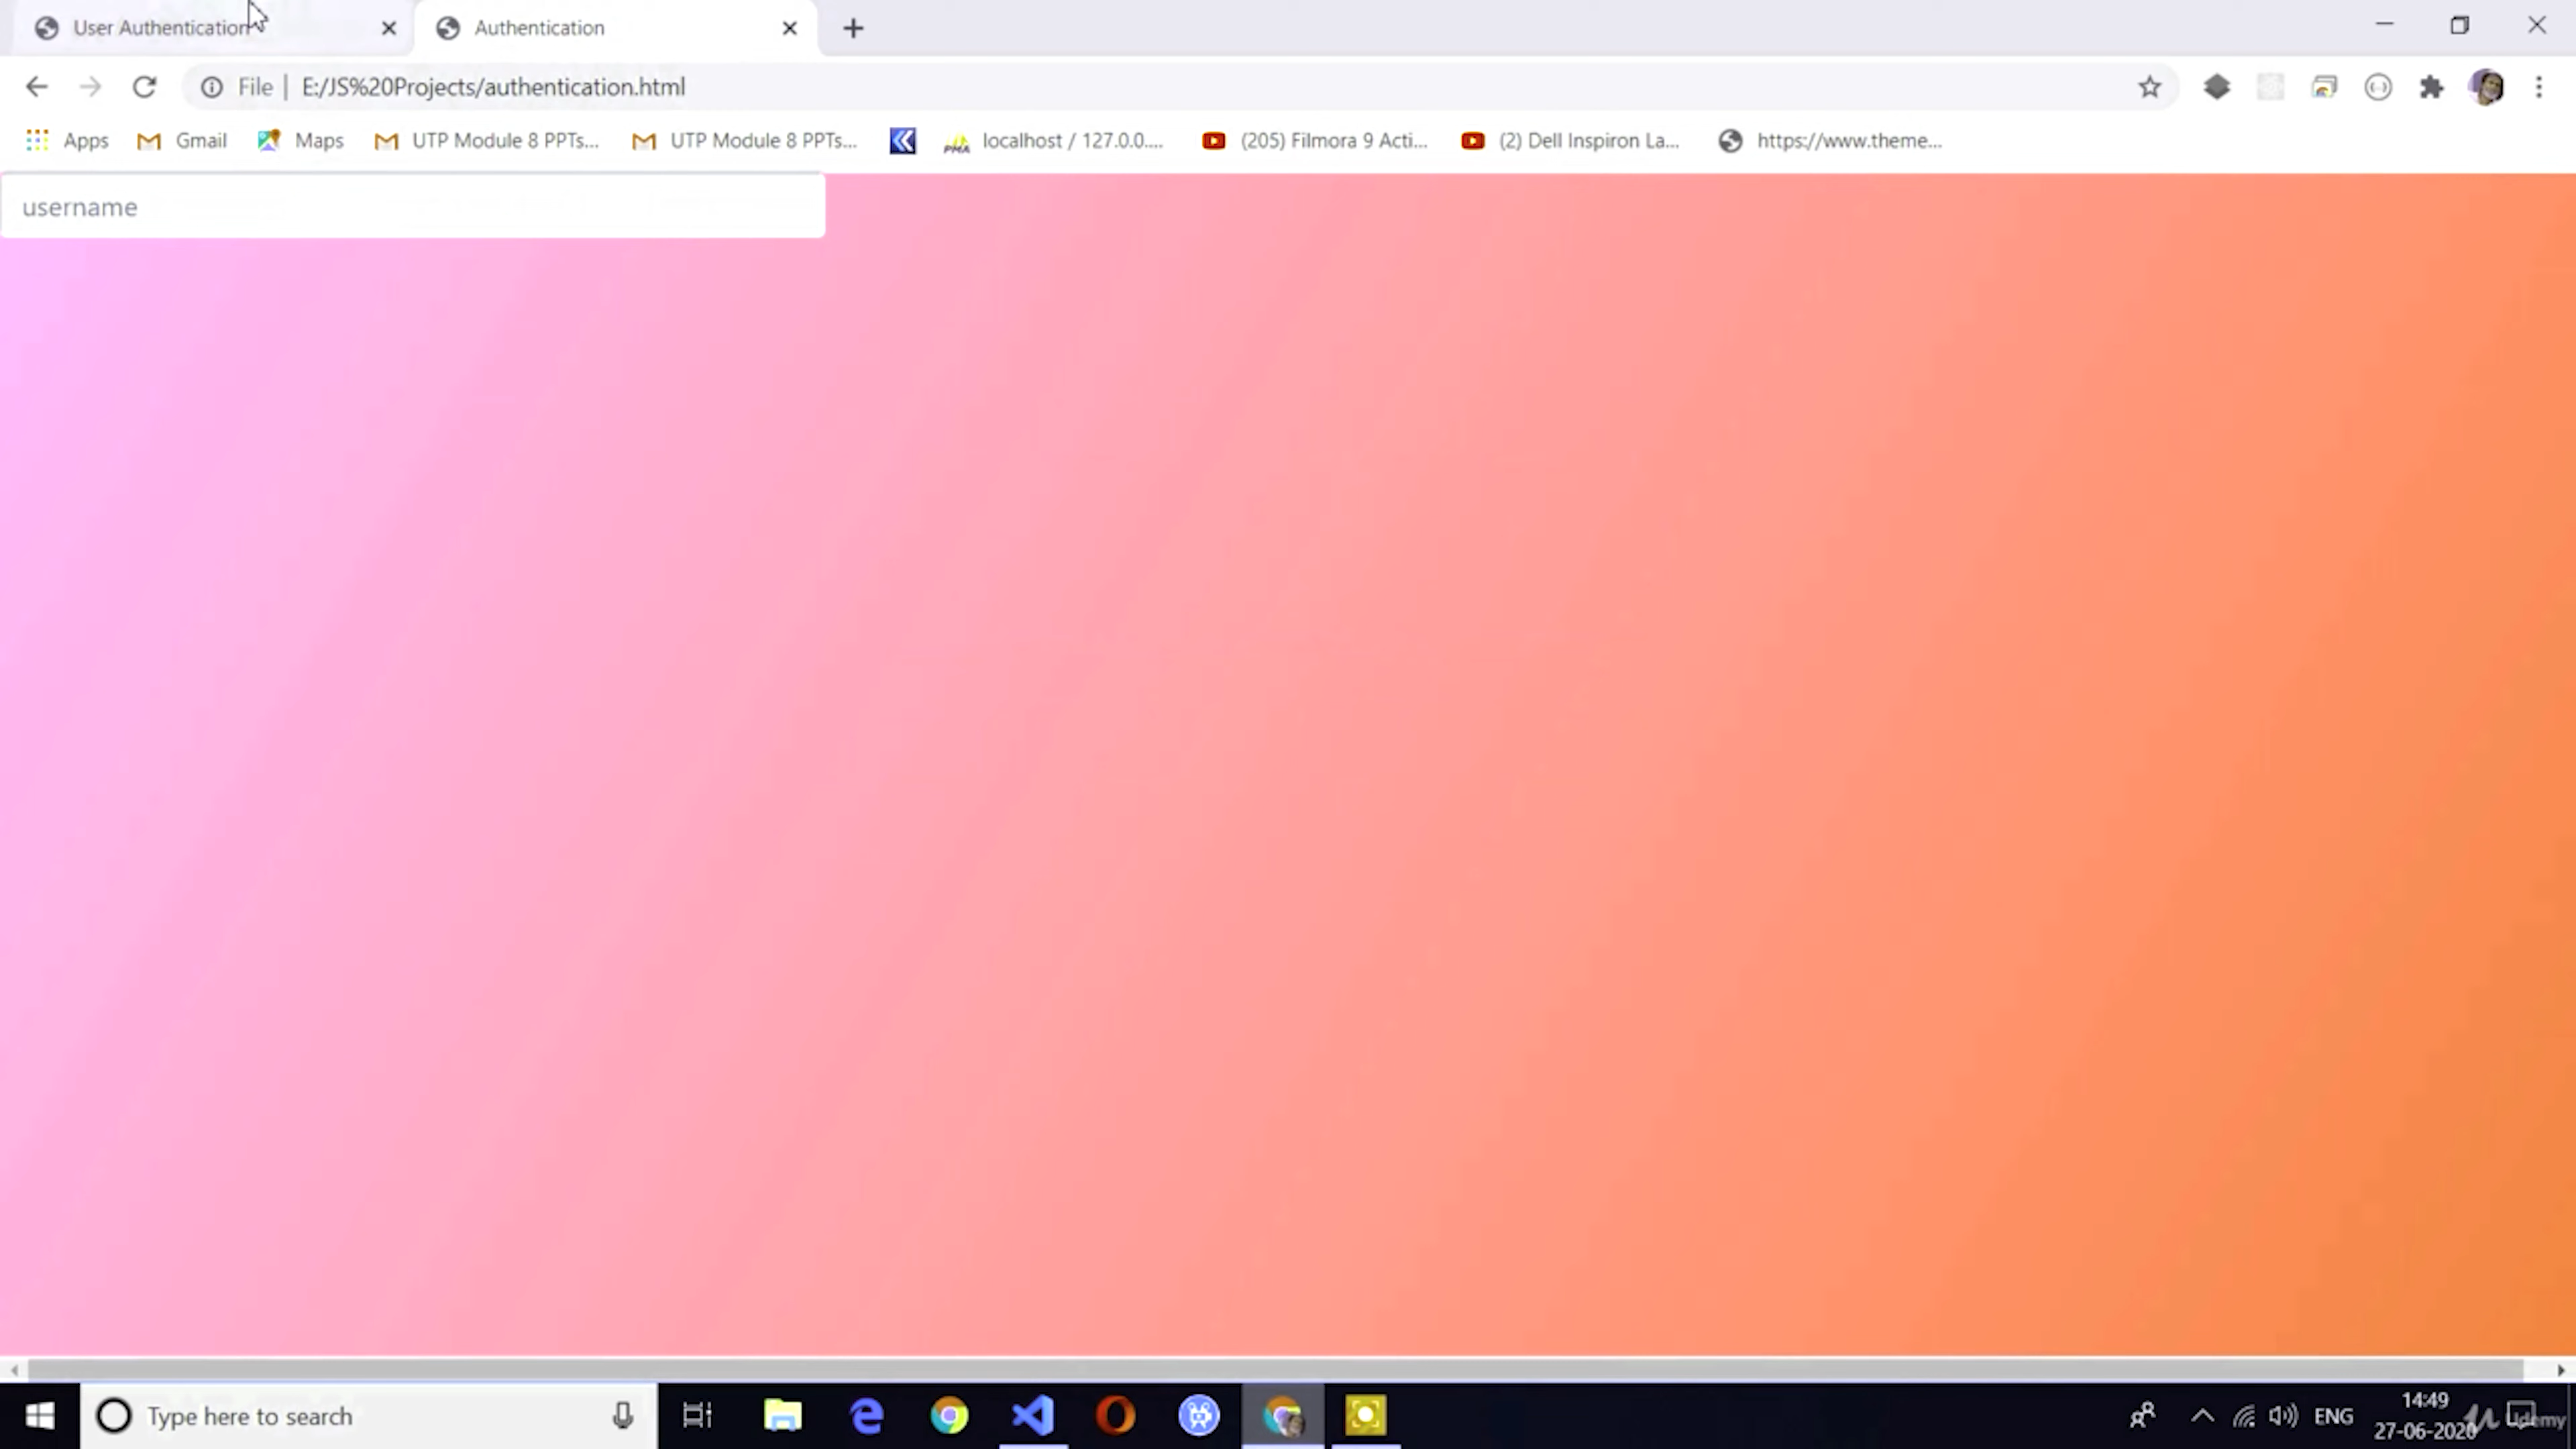 User Authentication
Authentication
File | E:/JS%20Projects/authentication.html
Apps Gmail Maps UTP Module 8 PPTs... UTP Module 8 PPTs... PMA localhost / 127.0.0.... (205) Filmora 9 Acti... (2) Dell Inspiron La... https://www.theme...
username
Type here to search
ENG
14:49
27-06-2020
Udemy